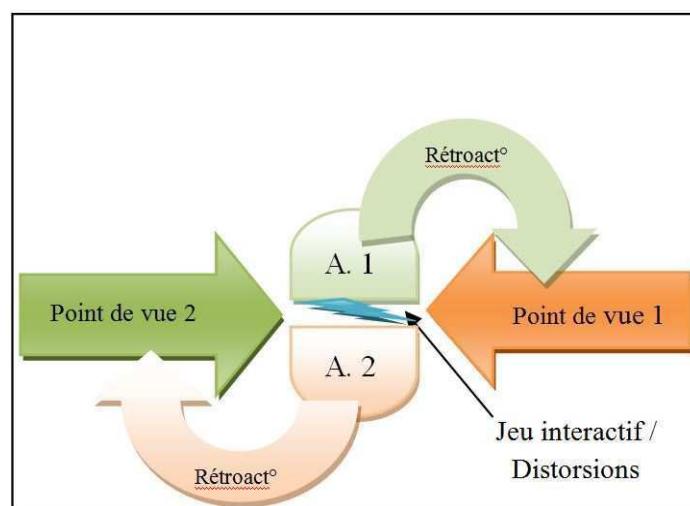 Rétroact°
A. 1
Point de vue 2
Point de vue 1
A. 2
Jeu interactif /
Distorsions
Rétroact°